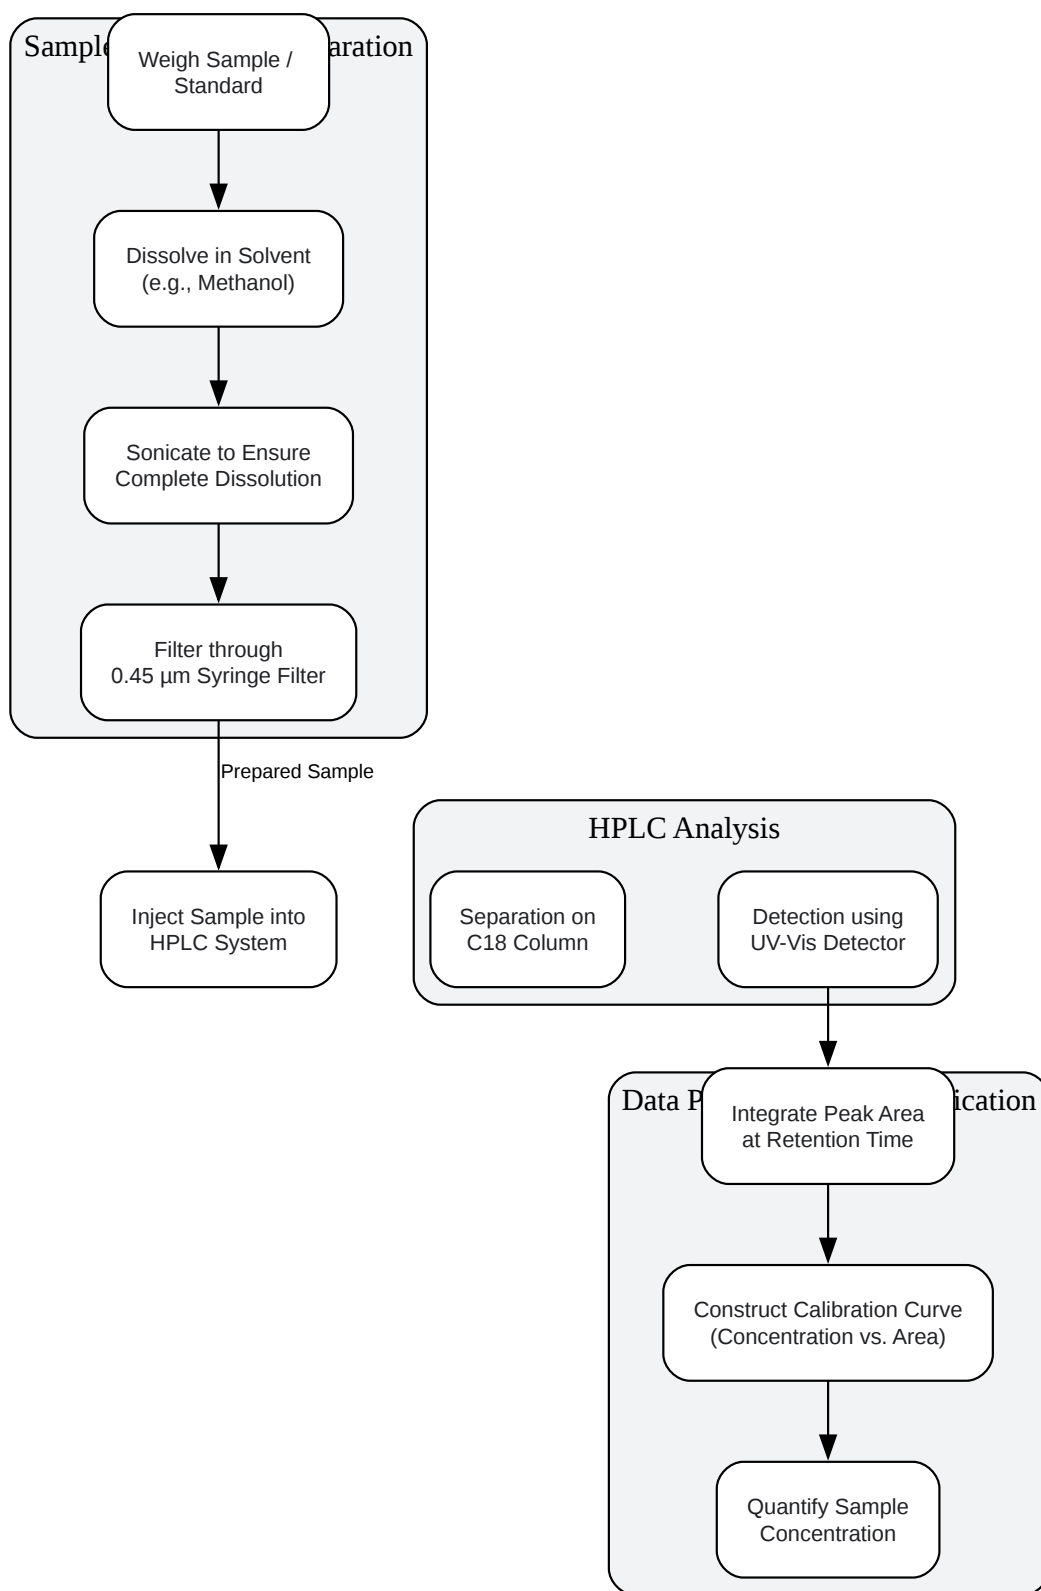 Sample
aration
Weigh Sample /
Standard
Dissolve in Solvent
(e.g., Methanol)
Sonicate to Ensure
Complete Dissolution
Filter through
0.45 µm Syringe Filter
Prepared Sample
Inject Sample into
HPLC System
HPLC Analysis
Separation on
C18 Column
Detection using
UV-Vis Detector
Data P
ication
Integrate Peak Area
at Retention Time
Construct Calibration Curve
(Concentration vs. Area)
Quantify Sample
Concentration